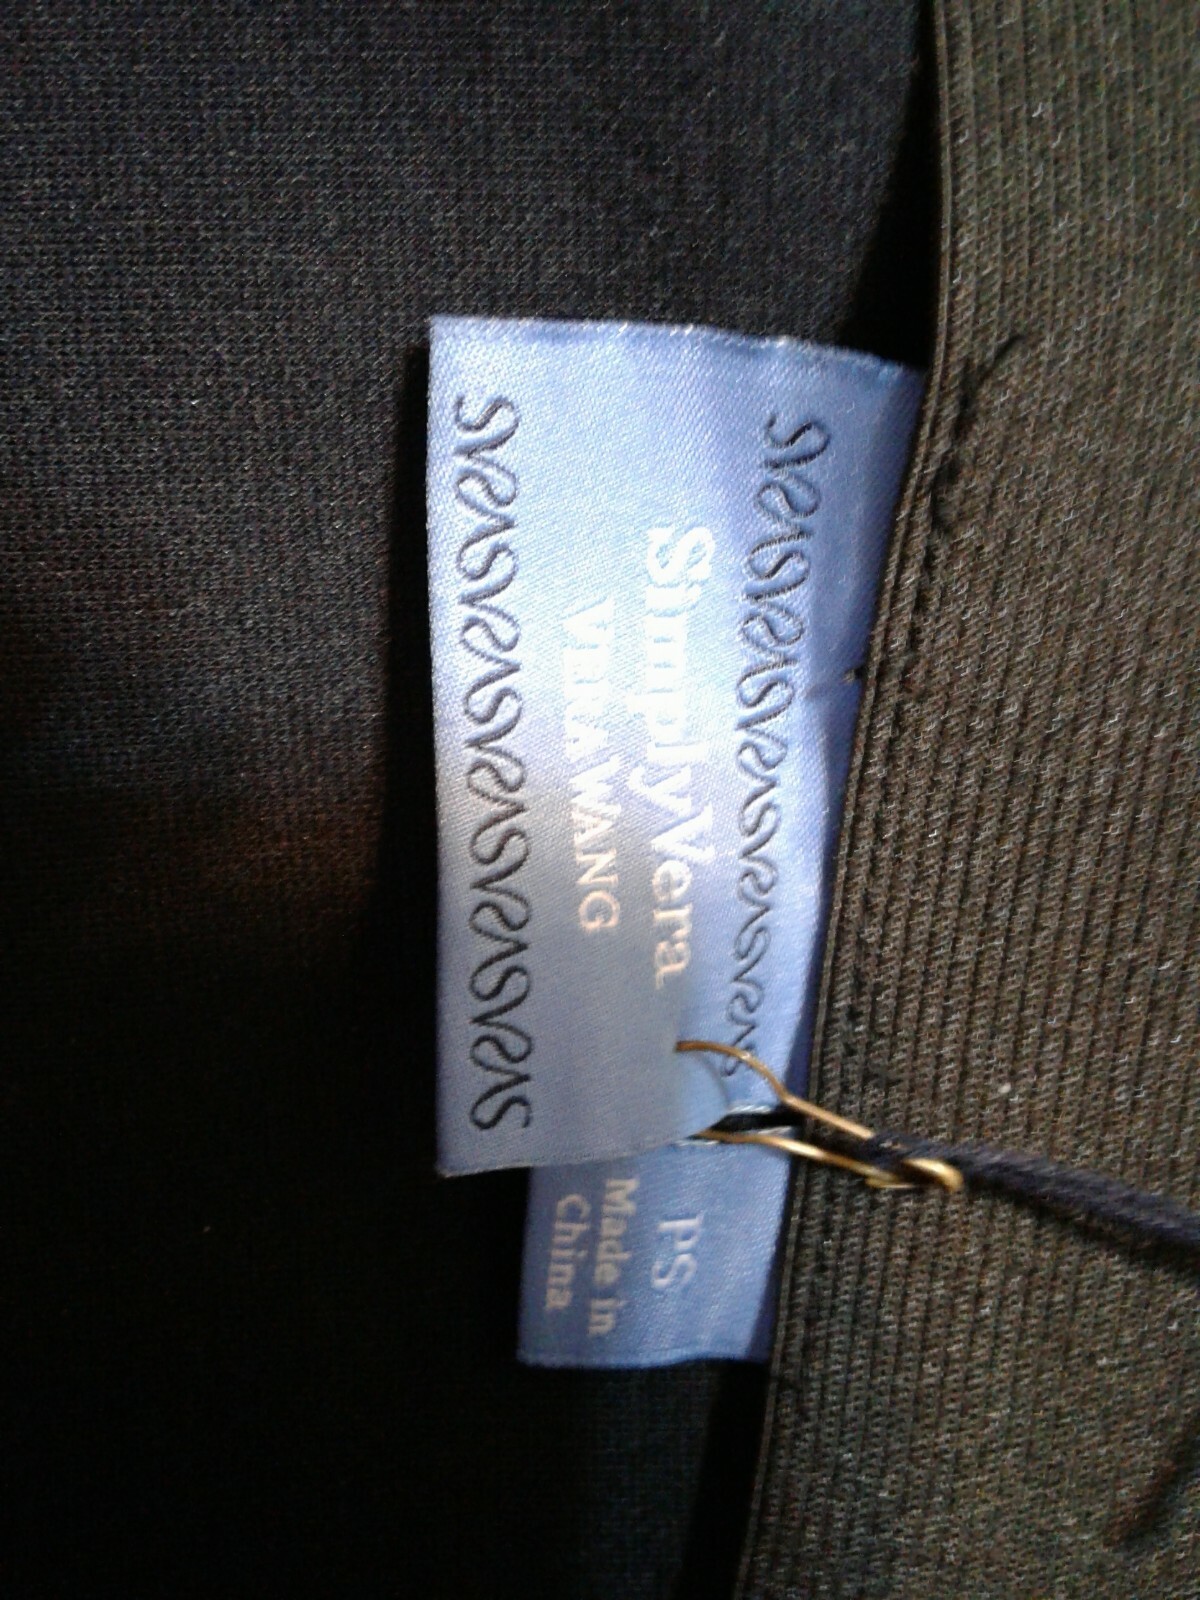 Simply Vera
VERA WANG
PS
Made in
China